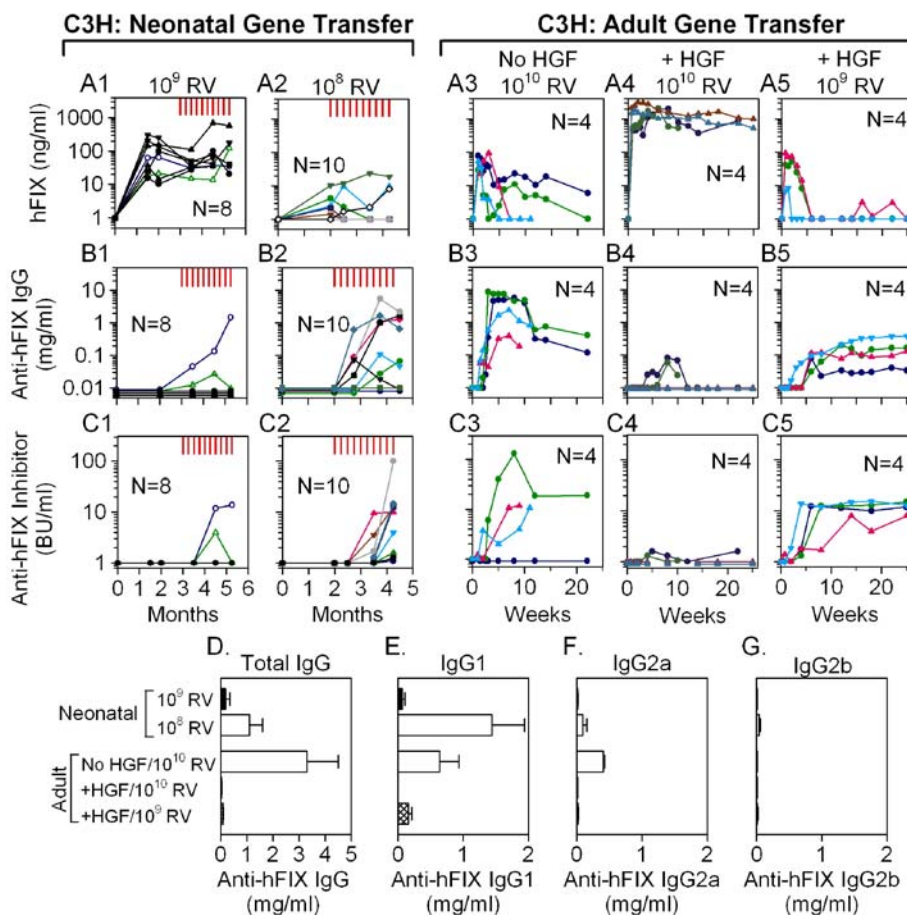 C3H: Neonatal Gene Transfer
C3H: Adult Gene Transfer
No HGF
+ HGF
+ HGF
A1 10⁹ RV
A2 10⁸ RV
A3 10¹⁰ RV
A4 10¹⁰ RV
A5 10⁹ RV
hFIX (ng/ml)
1000
100
10
1
N=8
N=10
N=4
N=4
N=4
B1
B2
B3
B4
B5
Anti-hFIX IgG
(mg/ml)
10
1
0.1
0.01
N=8
N=10
N=4
N=4
N=4
C1
C2
C3
C4
C5
Anti-hFIX Inhibitor
(BU/ml)
100
10
1
N=8
N=10
N=4
N=4
N=4
0 1 2 3 4 5 6
0 1 2 3 4 5
0 10 20
0 10 20
0 10 20
Months
Months
Weeks
Weeks
Weeks
D.
Total IgG
E.
IgG1
F.
IgG2a
G.
IgG2b
Neonatal
10⁹ RV
10⁸ RV
Adult
No HGF/10¹⁰ RV
+HGF/10¹⁰ RV
+HGF/10⁹ RV
0 1 2 3 4 5
0 1 2
0 1 2
0 1 2
Anti-hFIX IgG
(mg/ml)
Anti-hFIX IgG1
(mg/ml)
Anti-hFIX IgG2a
(mg/ml)
Anti-hFIX IgG2b
(mg/ml)